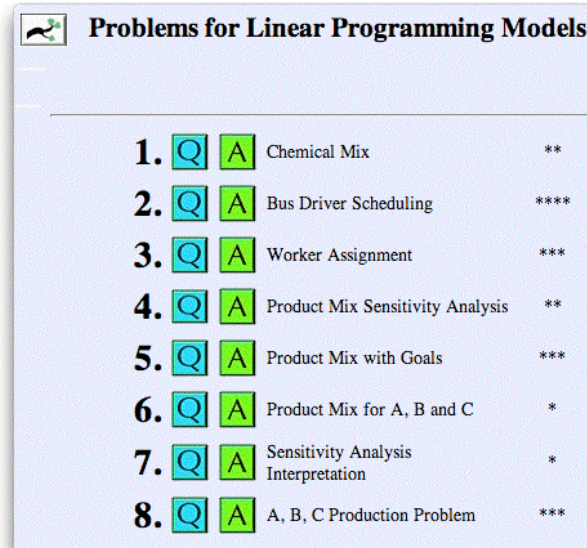 Problems for Linear Programming Models
1. Q A Chemical Mix **
2. Q A Bus Driver Scheduling ****
3. Q A Worker Assignment ***
4. Q A Product Mix Sensitivity Analysis **
5. Q A Product Mix with Goals ***
6. Q A Product Mix for A, B and C *
7. Q A Sensitivity Analysis
Interpretation *
8. Q A A, B, C Production Problem ***